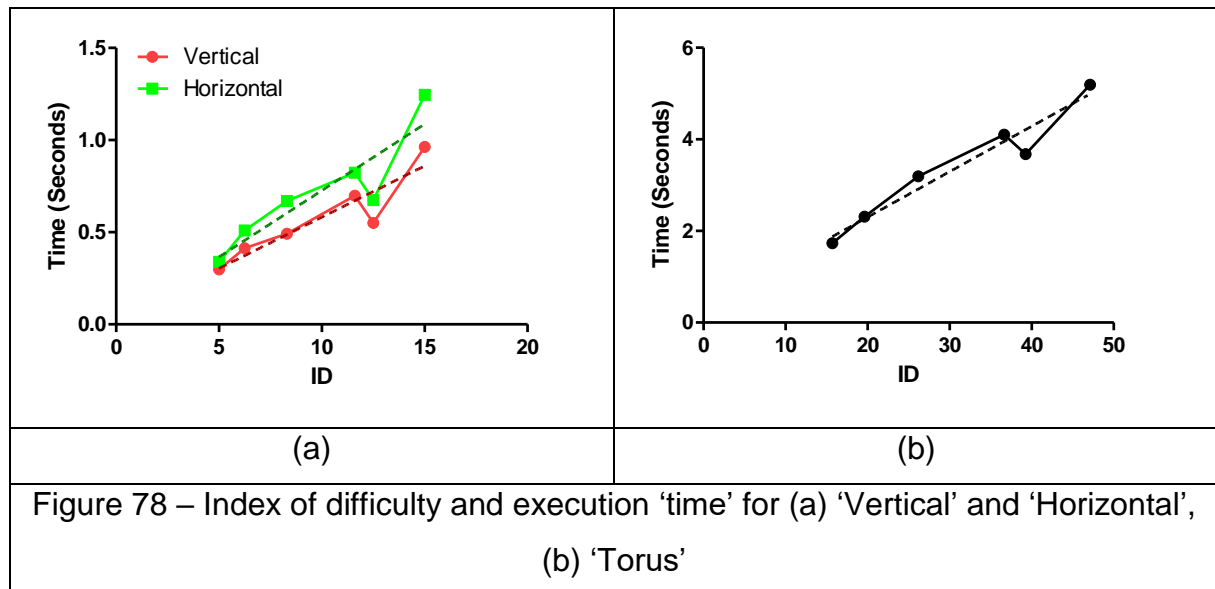 1.5
1.0
0.5
0.0
Time (Seconds)
Vertical
Horizontal
0 5 10 15 20
ID
6
4
2
0
Time (Seconds)
0 10 20 30 40 50
ID
(a)
(b)
Figure 78 – Index of difficulty and execution ‘time’ for (a) ‘Vertical’ and ‘Horizontal’,
(b) ‘Torus’